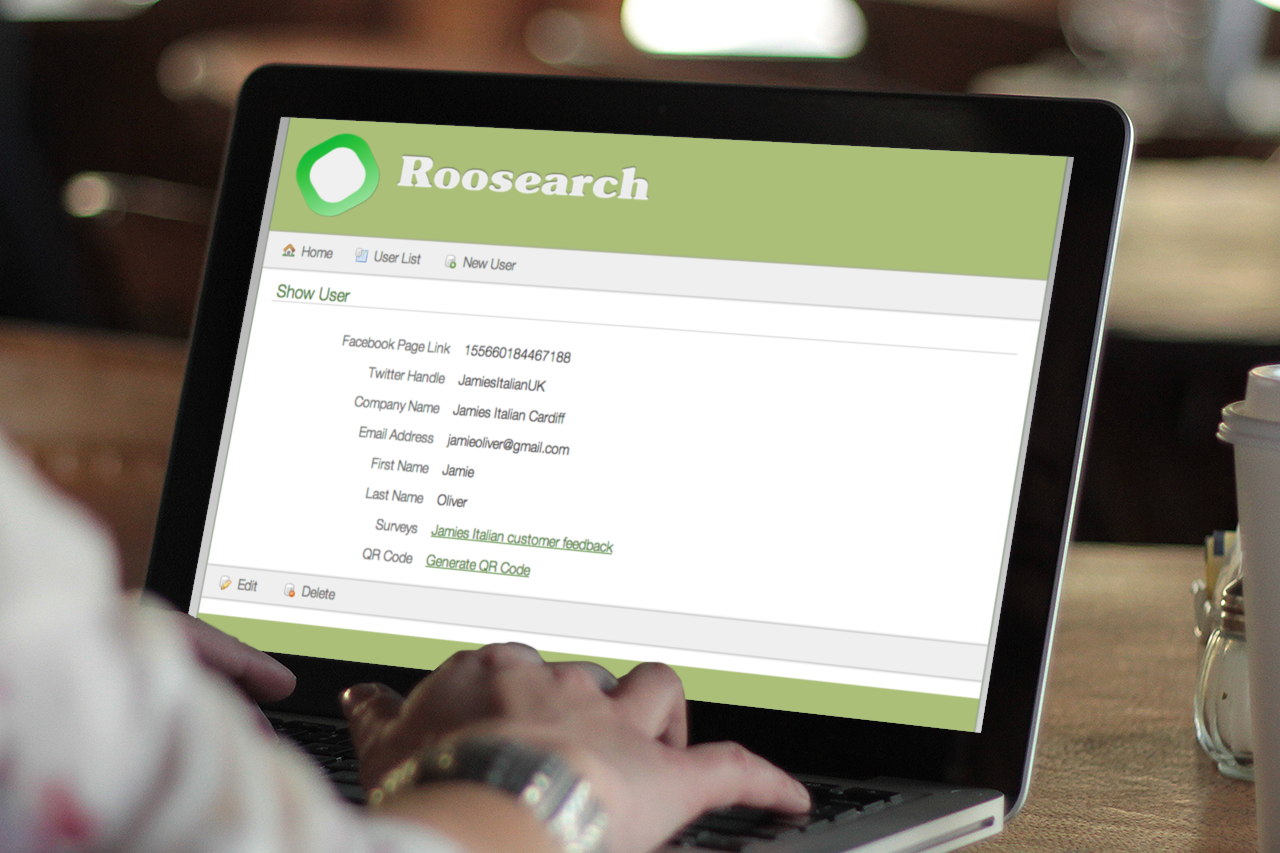 Roosearch
Home User List New User
Show User
Facebook Page Link 155660184467188
Twitter Handle JamiesItalianUK
Company Name Jamies Italian Cardiff
Email Address jamieoliver@gmail.com
First Name Jamie
Last Name Oliver
Surveys Jamies Italian customer feedback
QR Code Generate QR Code
Edit Delete